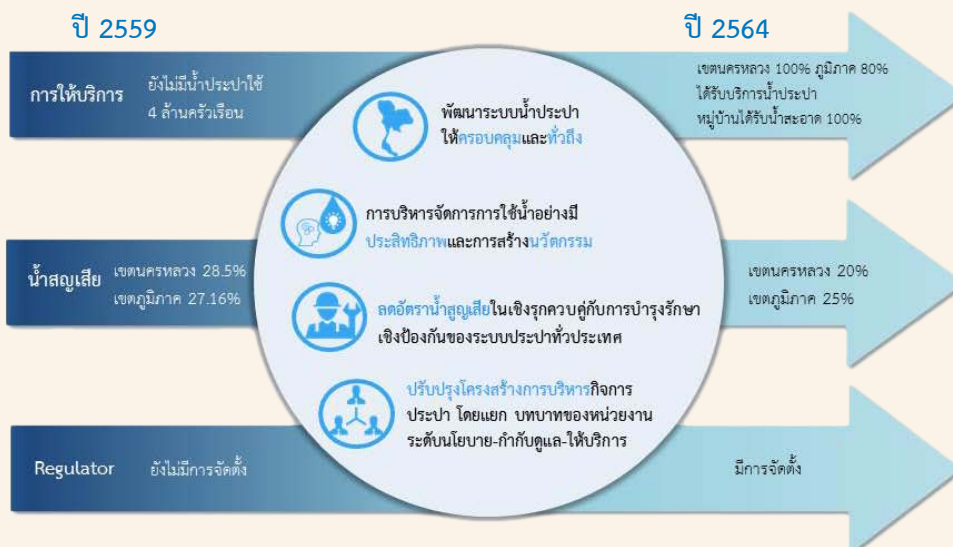 ปี 2559
ปี 2564
การให้บริการ
ยังไม่มีน้ำประปาใช้
4 ล้านครัวเรือน
พัฒนาระบบน้ำประปา
ให้ครอบคลุมและทั่วถึง
เขตนครหลวง 100% ภูมิภาค 80%
ได้รับบริการน้ำประปา
หมู่บ้านได้รับน้ำสะอาด 100%
การบริหารจัดการการใช้น้ำอย่างมี
ประสิทธิภาพและการสร้างนวัตกรรม
น้ำสูญเสีย
เขตนครหลวง 28.5%
เขตภูมิภาค 27.16%
ลดอัตราน้ำสูญเสียในเชิงรุกควบคู่กับการบำรุงรักษา
เชิงป้องกันของระบบประปาทั่วประเทศ
เขตนครหลวง 20%
เขตภูมิภาค 25%
ปรับปรุงโครงสร้างการบริหารกิจการ
ประปา โดยแยก บทบาทของหน่วยงาน
ระดับนโยบาย-กำกับดูแล-ให้บริการ
Regulator
ยังไม่มีการจัดตั้ง
มีการจัดตั้ง